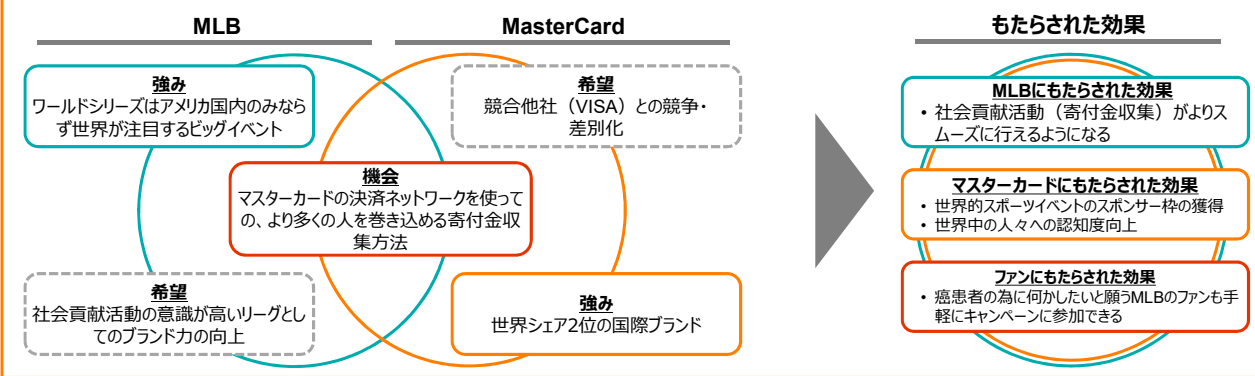 MLB
MasterCard
もたらされた効果
強み
ワールドシリーズはアメリカ国内のみなら
ず世界が注目するビッグイベント
希望
競合他社（VISA）との競争・
差別化
機会
マスターカードの決済ネットワークを使って
の、より多くの人を巻き込める寄付金収
集方法
希望
社会貢献活動の意識が高いリーグとし
てのブランド力の向上
強み
世界シェア2位の国際ブランド
MLBにもたらされた効果
• 社会貢献活動（寄付金収集）がよりス
ムーズに行えるようになる
マスターカードにもたらされた効果
• 世界的スポーツイベントのスポンサー枠の獲得
• 世界中の人々への認知度向上
ファンにもたらされた効果
• 癌患者の為に何かしたいと願うMLBのファンも手
軽にキャンペーンに参加できる